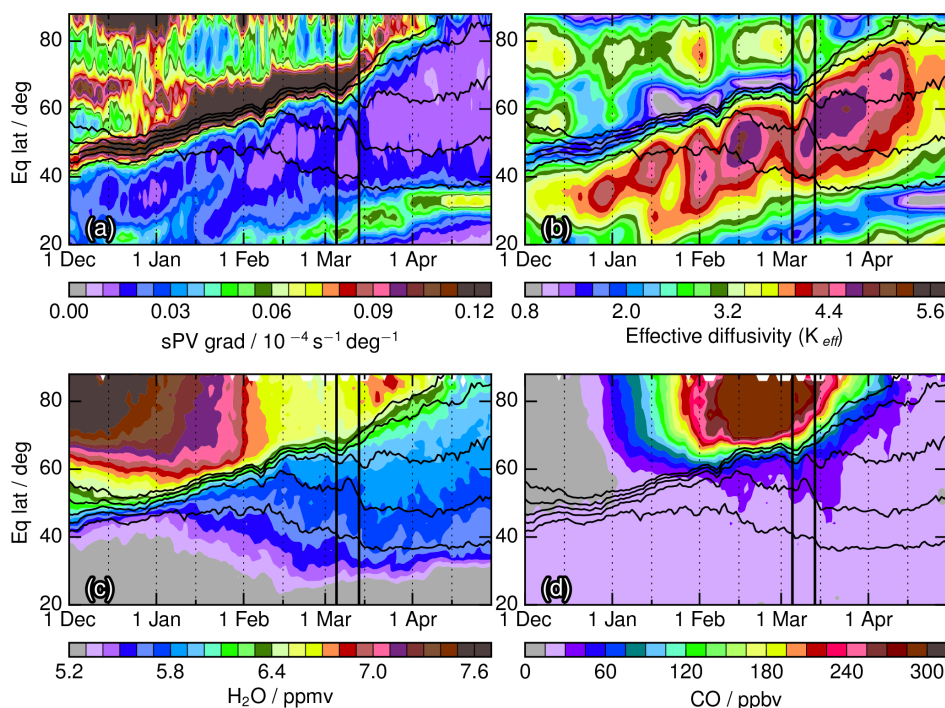 80
60
40
20
Eq lat / deg
(a)
1 Dec 1 Jan 1 Feb 1 Mar 1 Apr
0.00 0.03 0.06 0.09 0.12
sPV grad / 10 −4 s−1 deg−1
80
60
40
20
(b)
1 Dec 1 Jan 1 Feb 1 Mar 1 Apr
0.8 2.0 3.2 4.4 5.6
Effective diffusivity (K eff)
80
60
40
20
Eq lat / deg
(c)
1 Dec 1 Jan 1 Feb 1 Mar 1 Apr
5.2 5.8 6.4 7.0 7.6
H2O / ppmv
80
60
40
20
(d)
1 Dec 1 Jan 1 Feb 1 Mar 1 Apr
0 60 120 180 240 300
CO / ppbv